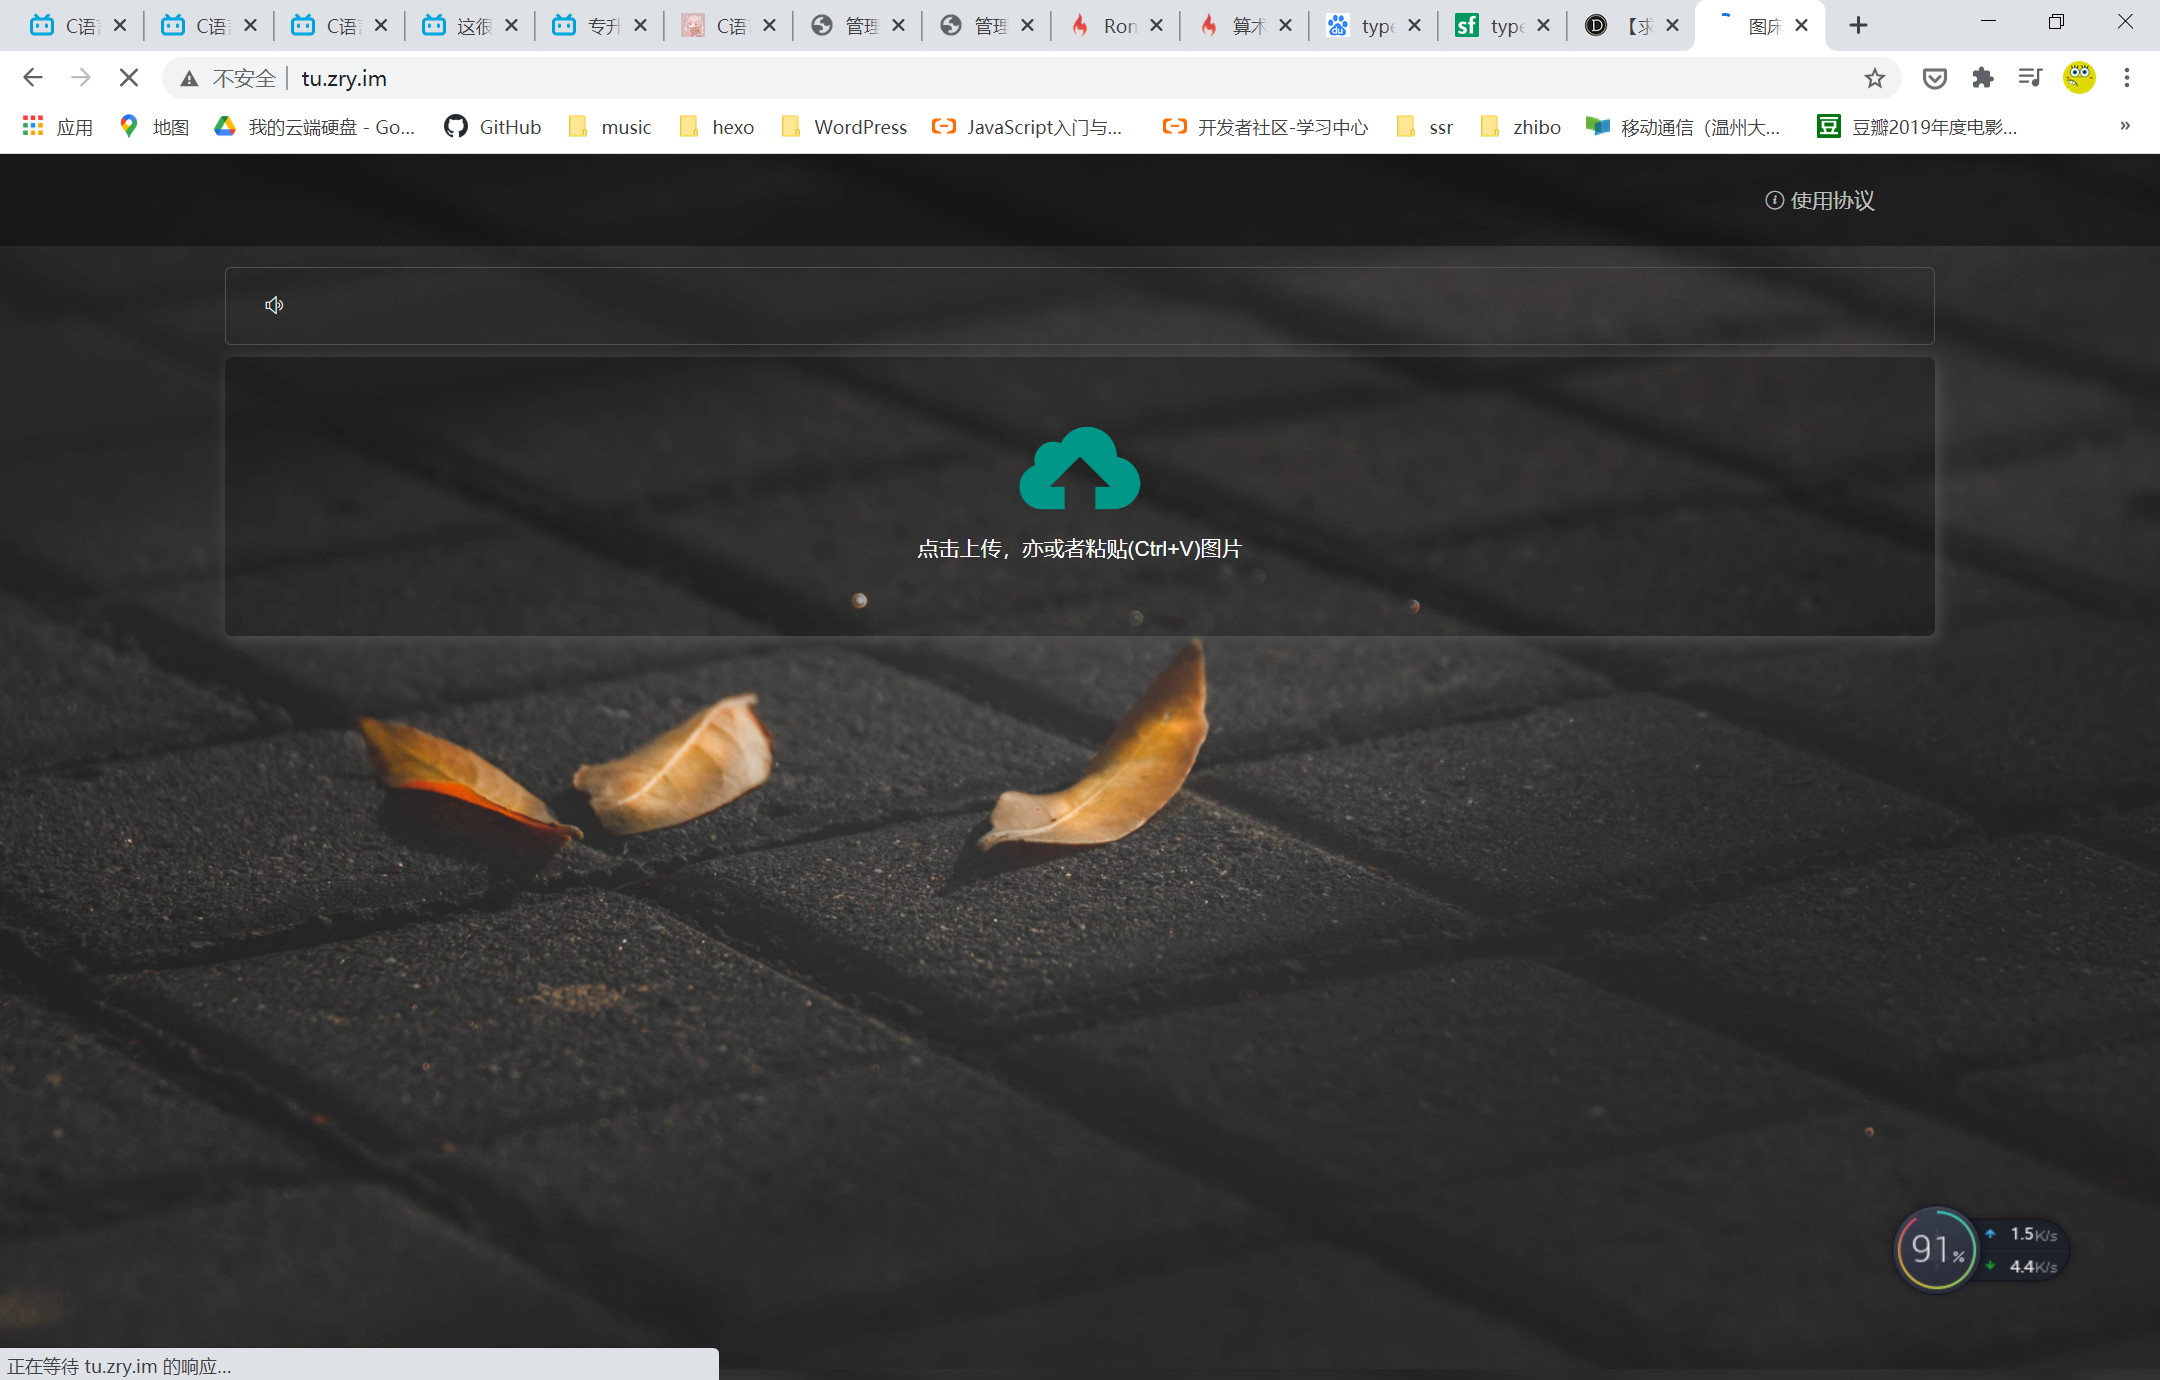 C语 C语 C语 这很 专升 C语 管理 管理 Ron 算术 type type 【求 图床
不安全 tu.zry.im
应用 地图 我的云端硬盘 - Go... GitHub music hexo WordPress JavaScript入门与... 开发者社区-学习中心 ssr zhibo 移动通信（温州大... 豆瓣2019年度电影... »
使用协议
点击上传，亦或者粘贴(Ctrl+V)图片
91% 1.5K/s
4.4K/s
正在等待 tu.zry.im 的响应...